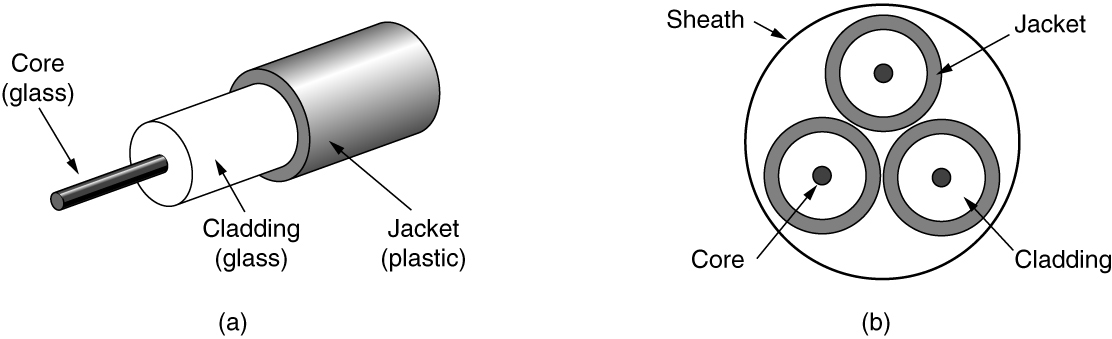 Core
(glass)
Cladding
(glass)
Jacket
(plastic)
(a)
Sheath
Jacket
Core
Cladding
(b)